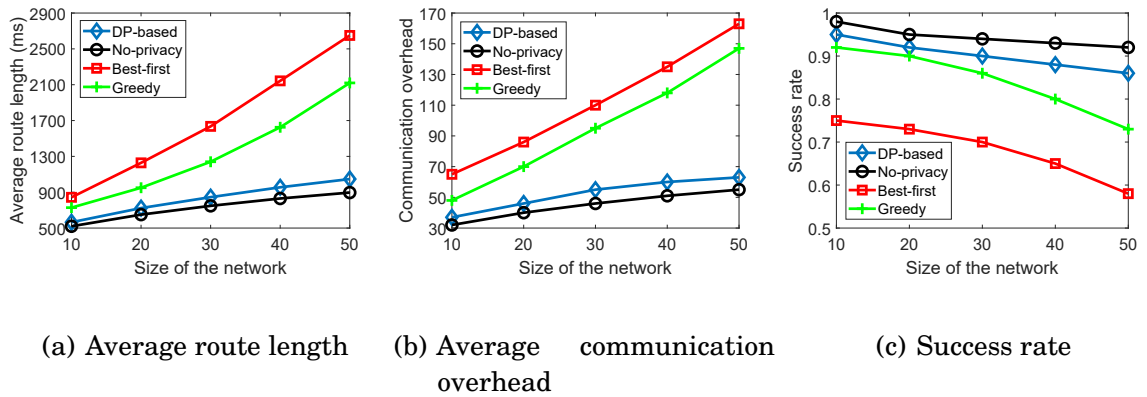 Average route length (ms)
2900
2500
2100
1700
1300
900
500
DP-based
No-privacy
Best-first
Greedy
10
20
30
40
50
Size of the network
Communication overhead
170
150
130
110
90
70
50
30
DP-based
No-privacy
Best-first
Greedy
10
20
30
40
50
Size of the network
Success rate
1
0.9
0.8
0.7
0.6
0.5
DP-based
No-privacy
Best-first
Greedy
10
20
30
40
50
Size of the network
(a) Average route length
(b) Average communication
overhead
(c) Success rate